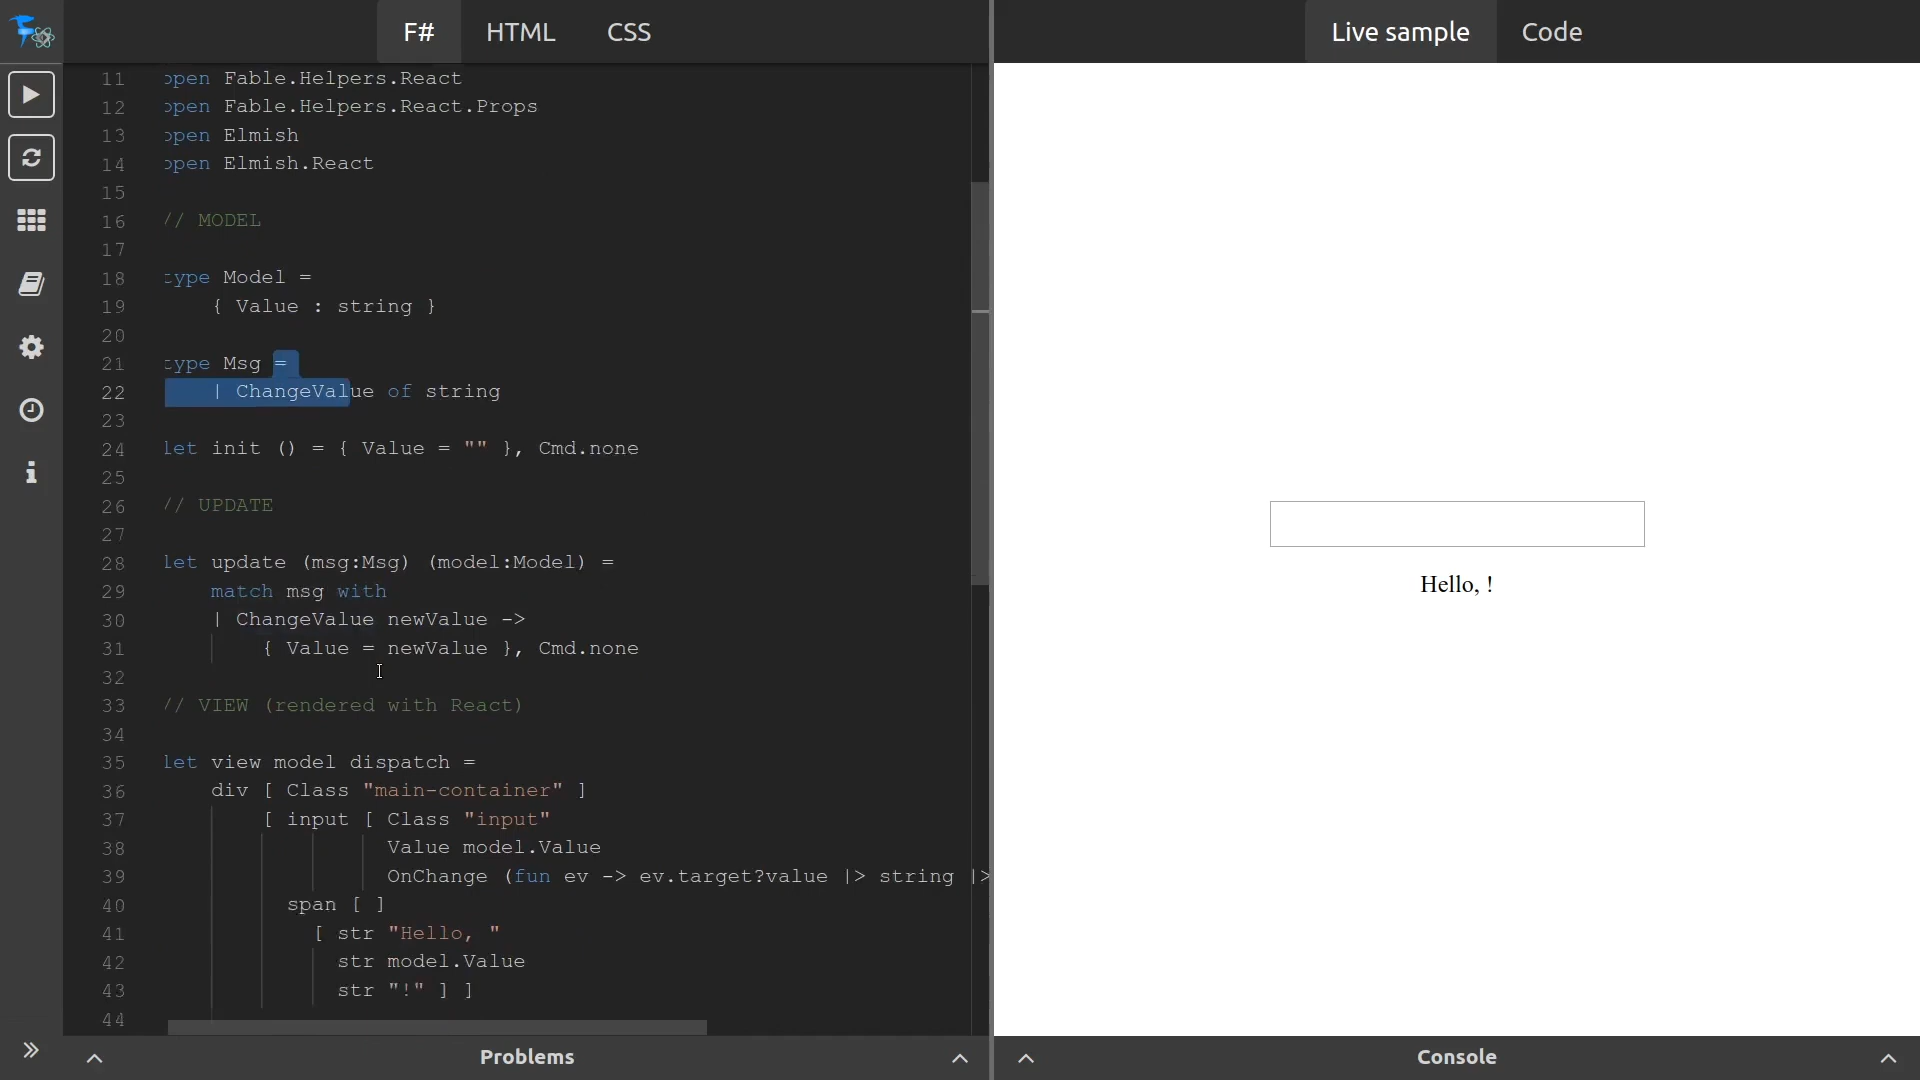 F# HTML CSS Live sample Code
11 open Fable.Helpers.React
12 open Fable.Helpers.React.Props
13 open Elmish
14 open Elmish.React
15
16 // MODEL
17
18 type Model =
19 { Value : string }
20
21 type Msg =
22 | ChangeValue of string
23
24 let init () = { Value = "" }, Cmd.none
25
26 // UPDATE
27
28 let update (msg:Msg) (model:Model) =
29 match msg with
30 | ChangeValue newValue ->
31 { Value = newValue }, Cmd.none
32
33 // VIEW (rendered with React)
34
35 let view model dispatch =
36 div [ Class "main-container" ]
37 [ input [ Class "input"
38 Value model.Value
39 OnChange (fun ev -> ev.target?value |> string |>
40 span [ ]
41 [ str "Hello, "
42 str model.Value
43 str "!" ] ]
44
Hello, !
Problems
Console